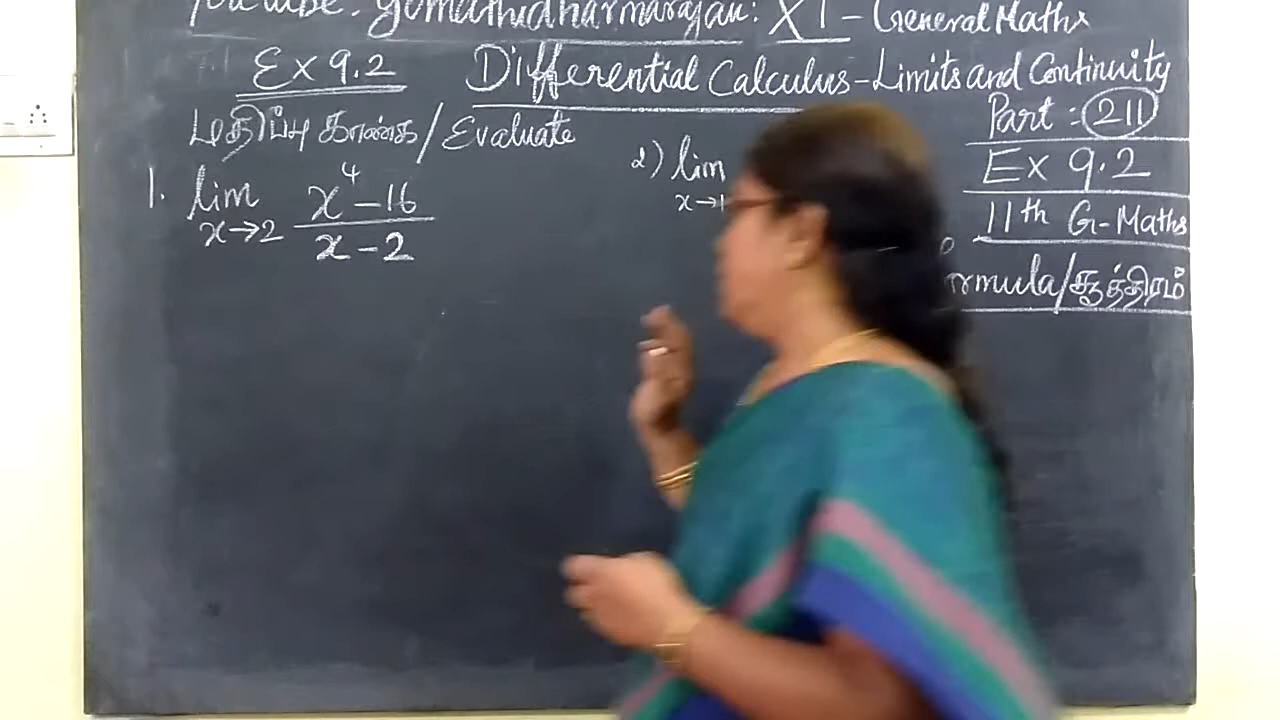 YouTube: gomathidharmarajan: XI - General Maths
Ex 9.2 Differential Calculus - Limits and Continuity
மதிப்பு காண்க / Evaluate
1. lim x→2 x⁴-16 / x-2
2) lim x→1
Part: 211
Ex 9.2
11th G-Maths
rmula/சூத்திரம்